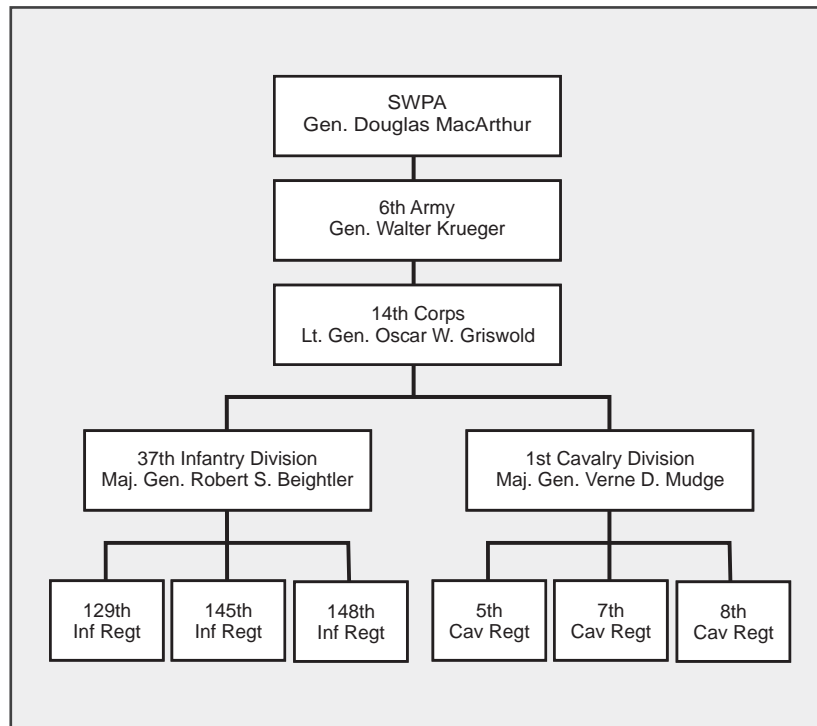 SWPA
Gen. Douglas MacArthur
6th Army
Gen. Walter Krueger
14th Corps
Lt. Gen. Oscar W. Griswold
37th Infantry Division
Maj. Gen. Robert S. Beightler
1st Cavalry Division
Maj. Gen. Verne D. Mudge
129th
Inf Regt
145th
Inf Regt
148th
Inf Regt
5th
Cav Regt
7th
Cav Regt
8th
Cav Regt